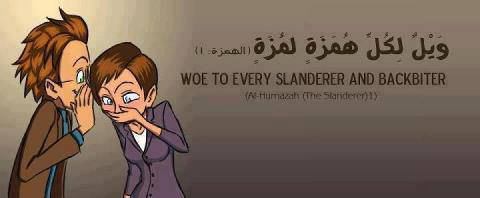 وَيْلٌ لِكُلِّ هُمَزَةٍ لُمُزَةٍ (الهمزة: ١)
WOE TO EVERY SLANDERER AND BACKBITER
(Al-Humazah (The Slanderer)1)